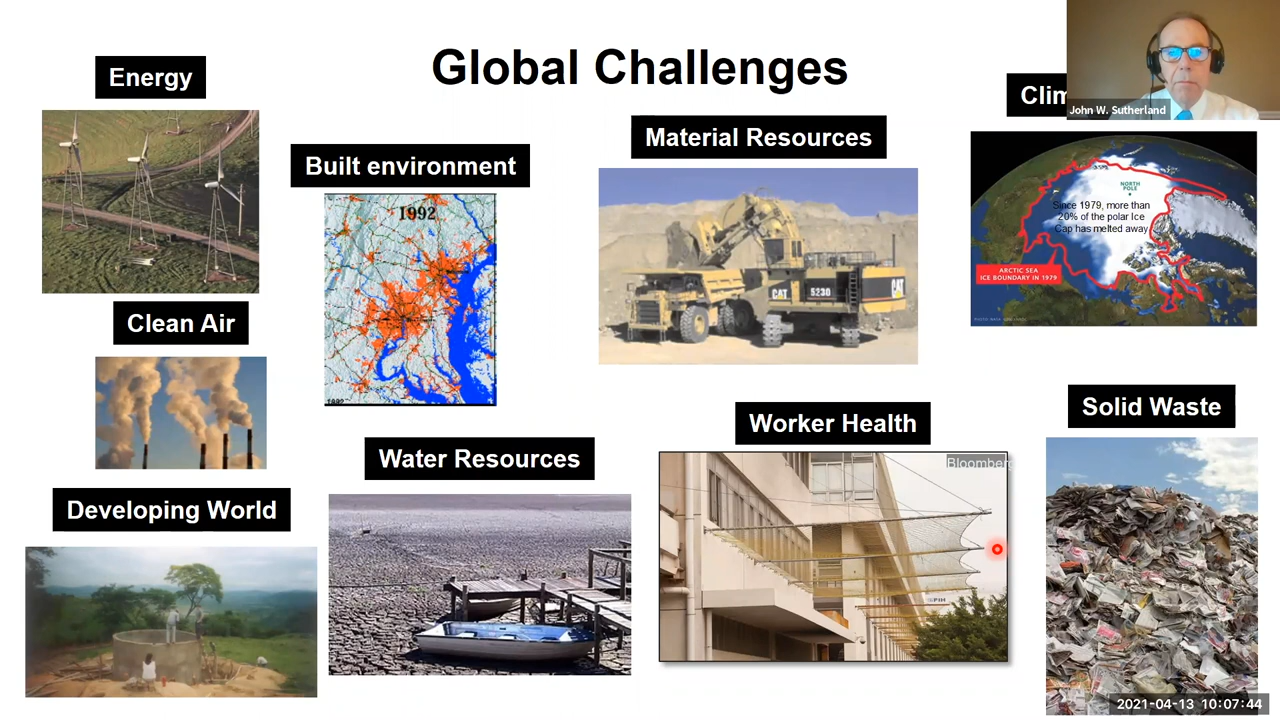 Global Challenges
Energy
Built environment
1992
1992
Material Resources
CAT
5230
CAT
Clim
John W. Sutherland
NORTH
POLE
Since 1979, more than
20% of the polar Ice
Cap has melted away
ARCTIC SEA
ICE BOUNDARY IN 1979
Clean Air
Water Resources
Worker Health
Bloomberg
Solid Waste
Developing World
2021-04-13 10:07:44